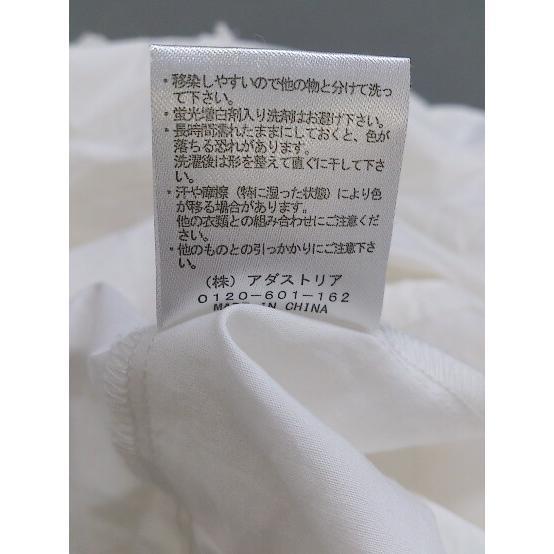 ・移染しやすいので他の物と分けて洗っ
て下さい。
・蛍光増白剤入り洗剤はお避け下さい。
・長時間濡れたままにしておくと、色が
落ちる恐れがあります。
洗濯後は形を整えて直ぐに干して下さ
い。
・汗や摩擦（特に湿った状態）により色
が移る場合があります。
他の衣類との組み合わせにご注意くだ
さい。
・他のものとの引っかかりにご注意下さ
い。
（株）アダストリア
0120-601-162
MADE IN CHINA